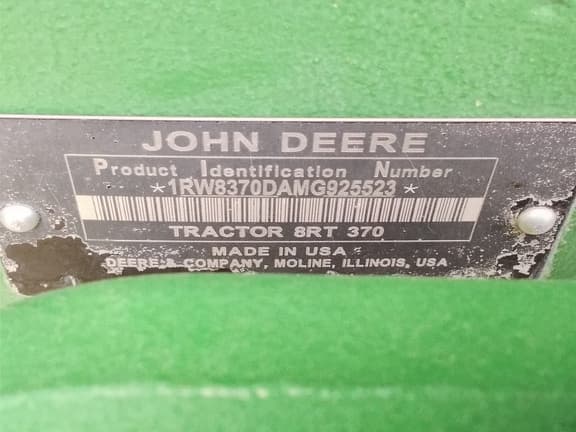 JOHN DEERE
Product Identification Number
*1RW8370DAMG925523*
TRACTOR 8RT 370
MADE IN USA
DEERE & COMPANY, MOLINE, ILLINOIS, USA